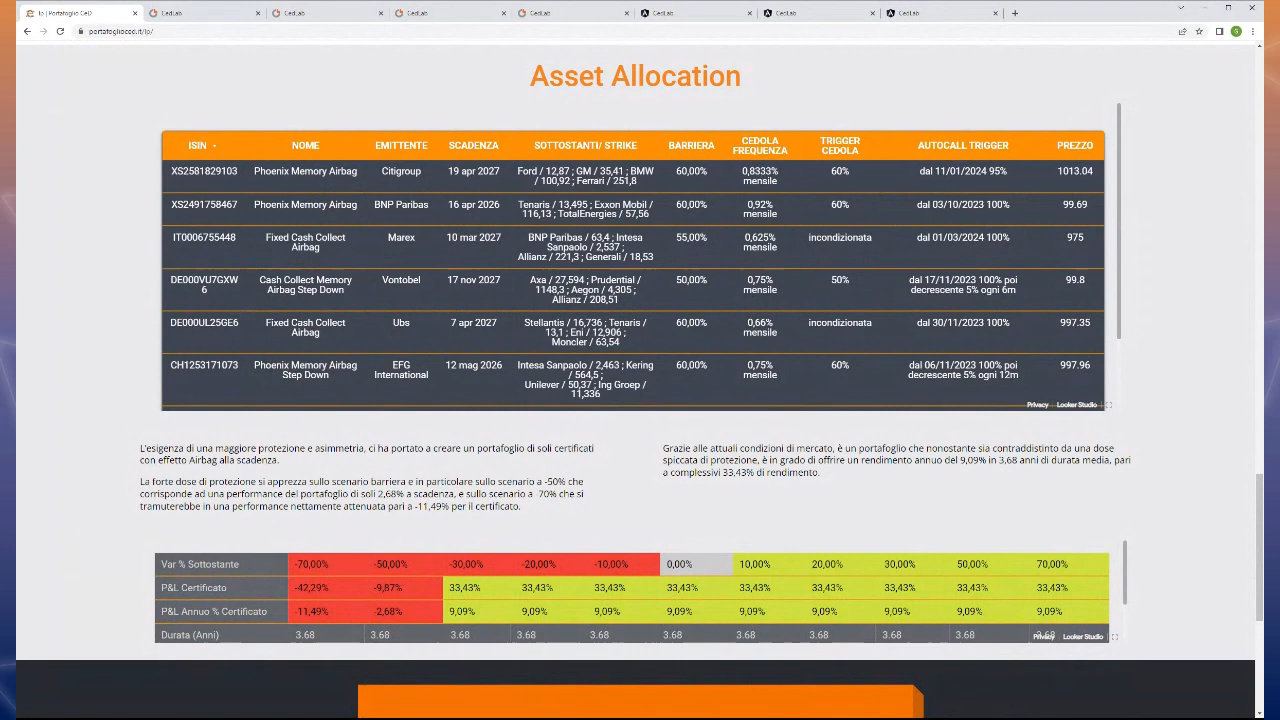 lp | Portafoglio CeD
CedLab
CedLab
CedLab
CedLab
CedLab
CedLab
CedLab
portafoglioced.it/lp/
G
Asset Allocation
ISIN NOME EMITTENTE SCADENZA SOTTOSTANTI/ STRIKE BARRIERA CEDOLA FREQUENZA TRIGGER CEDOLA AUTOCALL TRIGGER PREZZO
XS2581829103 Phoenix Memory Airbag Citigroup 19 apr 2027 Ford / 12,87 ; GM / 35,41 ; BMW / 100,92 ; Ferrari / 251,8 60,00% 0,8333% mensile 60% dal 11/01/2024 95% 1013.04
XS2491758467 Phoenix Memory Airbag BNP Paribas 16 apr 2026 Tenaris / 13,495 ; Exxon Mobil / 116,13 ; TotalEnergies / 57,56 60,00% 0,92% mensile 60% dal 03/10/2023 100% 99.69
IT0006755448 Fixed Cash Collect Airbag Marex 10 mar 2027 BNP Paribas / 63,4 ; Intesa Sanpaolo / 2,537 ; Allianz / 221,3 ; Generali / 18,53 55,00% 0,625% mensile incondizionata dal 01/03/2024 100% 975
DE000VU7GXW6 Cash Collect Memory Airbag Step Down Vontobel 17 nov 2027 Axa / 27,594 ; Prudential / 1148,3 ; Aegon / 4,305 ; Allianz / 208,51 50,00% 0,75% mensile 50% dal 17/11/2023 100% poi decrescente 5% ogni 6m 99.8
DE000UL25GE6 Fixed Cash Collect Airbag Ubs 7 apr 2027 Stellantis / 16,736 ; Tenaris / 13,1 ; Eni / 12,906 ; Moncler / 63,54 60,00% 0,66% mensile incondizionata dal 30/11/2023 100% 997.35
CH1253171073 Phoenix Memory Airbag Step Down EFG International 12 mag 2026 Intesa Sanpaolo / 2,463 ; Kering / 564,5 ; Unilever / 50,37 ; Ing Groep / 11,336 60,00% 0,75% mensile 60% dal 06/11/2023 100% poi decrescente 5% ogni 12m 997.96
Privacy Looker Studio
L'esigenza di una maggiore protezione e asimmetria, ci ha portato a creare un portafoglio di soli certificati
con effetto Airbag alla scadenza.
La forte dose di protezione si apprezza sullo scenario barriera e in particolare sullo scenario a -50% che
corrisponde ad una performance del portafoglio di soli 2,68% a scadenza, e sullo scenario a -70% che si
tramuterebbe in una performance nettamente attenuata pari a -11,49% per il certificato.
Grazie alle attuali condizioni di mercato, è un portafoglio che nonostante sia contraddistinto da una dose
spiccata di protezione, è in grado di offrire un rendimento annuo del 9,09% in 3.68 anni di durata media, pari
a complessivi 33,43% di rendimento.
Var % Sottostante -70,00% -50,00% -30,00% -20,00% -10,00% 0,00% 10,00% 20,00% 30,00% 50,00% 70,00%
P&L Certificato -42,29% -9,87% 33,43% 33,43% 33,43% 33,43% 33,43% 33,43% 33,43% 33,43% 33,43%
P&L Annuo % Certificato -11,49% -2,68% 9,09% 9,09% 9,09% 9,09% 9,09% 9,09% 9,09% 9,09% 9,09%
Durata (Anni) 3.68 3.68 3.68 3.68 3.68 3.68 3.68 3.68 3.68 3.68 3.68
Privacy Looker Studio